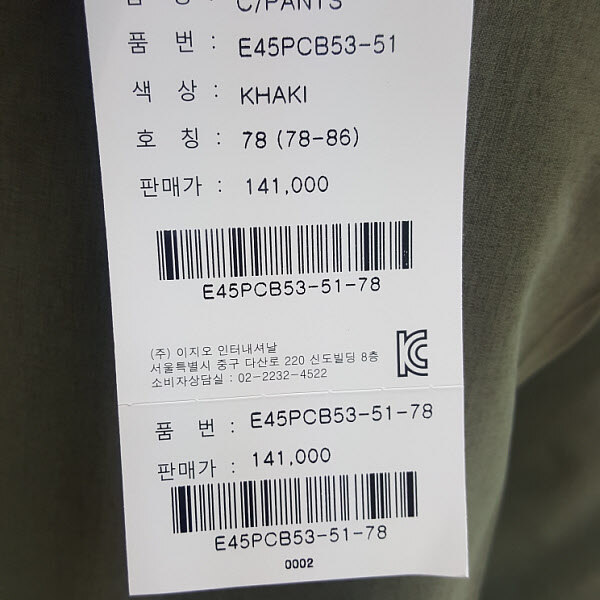 C/PANTS
품 번 : E45PCB53-51
색 상 : KHAKI
호 칭 : 78 (78-86)
판매가 : 141,000
E45PCB53-51-78
(주) 이지오 인터내셔날
서울특별시 중구 다산로 220 신도빌딩 8층
소비자상담실 : 02-2232-4522
품 번 : E45PCB53-51-78
판매가 : 141,000
E45PCB53-51-78
0002